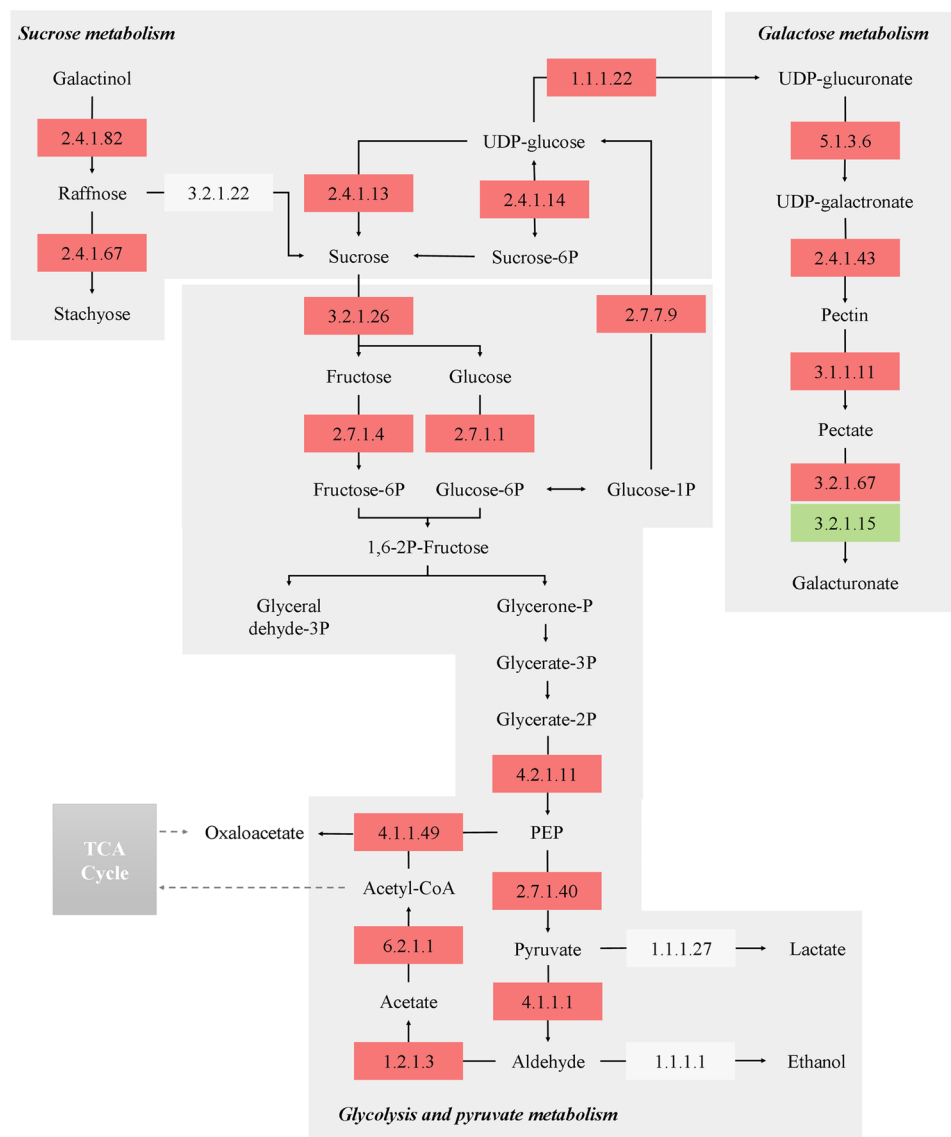 Sucrose metabolism
Galactose metabolism
Galactinol
1.1.1.22
UDP-glucuronate
2.4.1.82
UDP-glucose
5.1.3.6
Raffnose
3.2.1.22
2.4.1.13
2.4.1.14
UDP-galactronate
2.4.1.67
Sucrose
Sucrose-6P
2.4.1.43
Stachyose
3.2.1.26
2.7.7.9
Pectin
Fructose
Glucose
3.1.1.11
2.7.1.4
2.7.1.1
Pectate
Fructose-6P
Glucose-6P
Glucose-1P
3.2.1.67
3.2.1.15
1,6-2P-Fructose
Galacturonate
Glyceral
dehyde-3P
Glycerone-P
Glycerate-3P
Glycerate-2P
4.2.1.11
TCA
Cycle
Oxaloacetate
4.1.1.49
PEP
Acetyl-CoA
2.7.1.40
6.2.1.1
Pyruvate
1.1.1.27
Lactate
Acetate
4.1.1.1
1.2.1.3
Aldehyde
1.1.1.1
Ethanol
Glycolysis and pyruvate metabolism